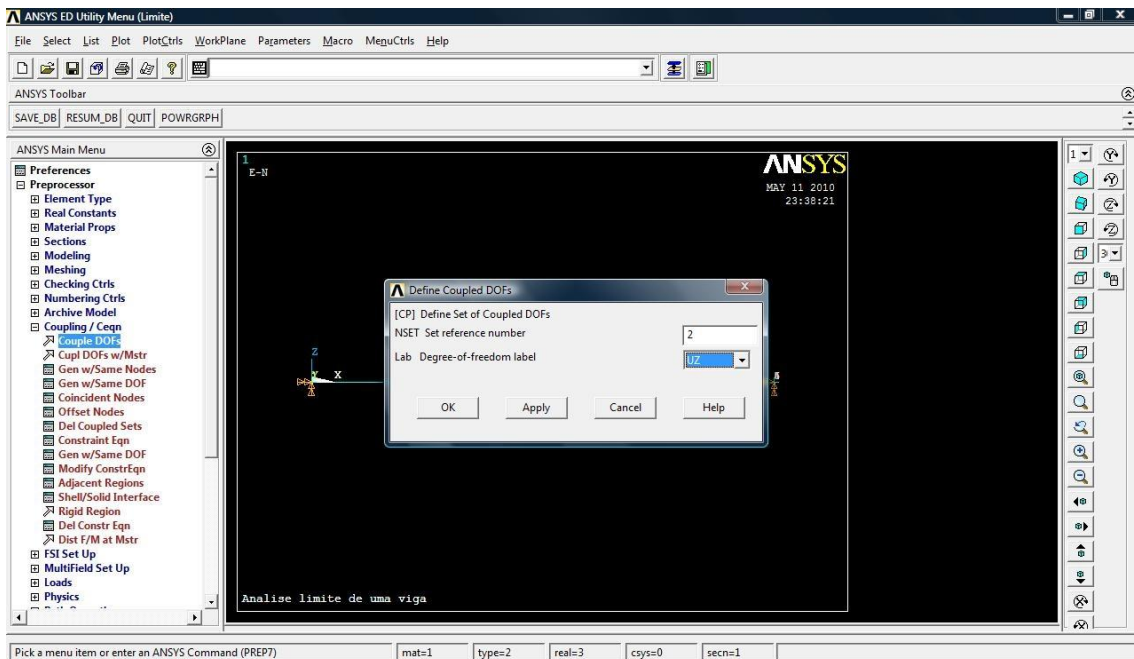 ANSYS ED Utility Menu (Limite)
File Select List Plot PlotCtrls WorkPlane Parameters Macro MenuCtrls Help
ANSYS Toolbar
SAVE_DB RESUM_DB QUIT POWRGRPH
ANSYS Main Menu
Preferences
Preprocessor
Element Type
Real Constants
Material Props
Sections
Modeling
Meshing
Checking Ctrls
Numbering Ctrls
Archive Model
Coupling / Ceqn
Couple DOFs
Cupl DOFs w/Mstr
Gen w/Same Nodes
Gen w/Same DOF
Coincident Nodes
Offset Nodes
Del Coupled Sets
Constraint Eqn
Gen w/Same DOF
Modify ConstrEqn
Adjacent Regions
Shell/Solid Interface
Rigid Region
Del Constr Eqn
Dist F/M at Mstr
FSI Set Up
MultiField Set Up
Loads
Physics
1
E-N
ANSYS
MAY 11 2010
23:38:21
Z
X
Define Coupled DOFs
[CP] Define Set of Coupled DOFs
NSET Set reference number 2
Lab Degree-of-freedom label UZ
OK Apply Cancel Help
Analise limite de uma viga
1
Pick a menu item or enter an ANSYS Command (PREP7) mat=1 type=2 real=3 csys=0 secn=1